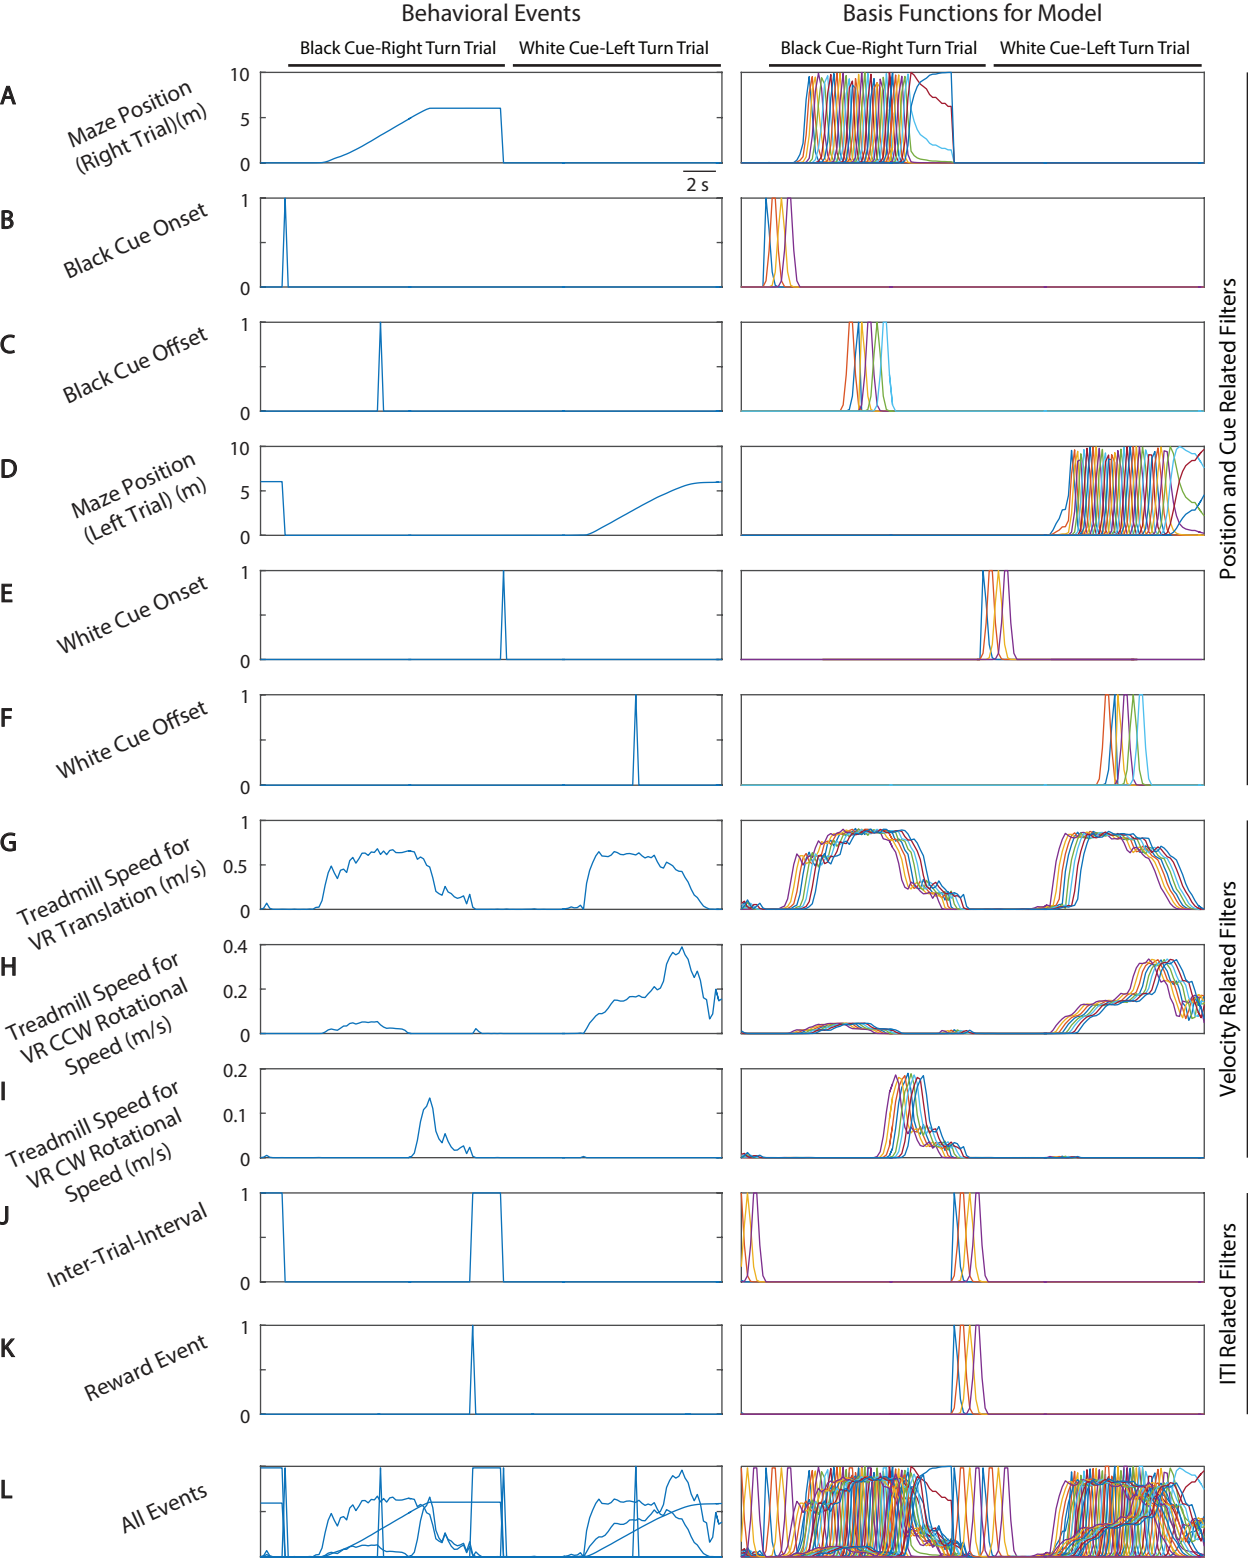 Behavioral Events
Basis Functions for Model
Black Cue-Right Turn Trial
White Cue-Left Turn Trial
Black Cue-Right Turn Trial
White Cue-Left Turn Trial
A
Maze Position
(Right Trial)(m)
10
5
0
2 s
B
Black Cue Onset
1
0
C
Black Cue Offset
1
0
D
Maze Position
(Left Trial) (m)
10
5
0
E
White Cue Onset
1
0
F
White Cue Offset
1
0
Position and Cue Related Filters
G
Treadmill Speed for
VR Translation (m/s)
1
0.5
0
H
Treadmill Speed for
VR CCW Rotational
Speed (m/s)
0.4
0.2
0
I
Treadmill Speed for
VR CW Rotational
Speed (m/s)
0.2
0.1
0
Velocity Related Filters
J
Inter-Trial-Interval
1
0
K
Reward Event
1
0
ITI Related Filters
L
All Events